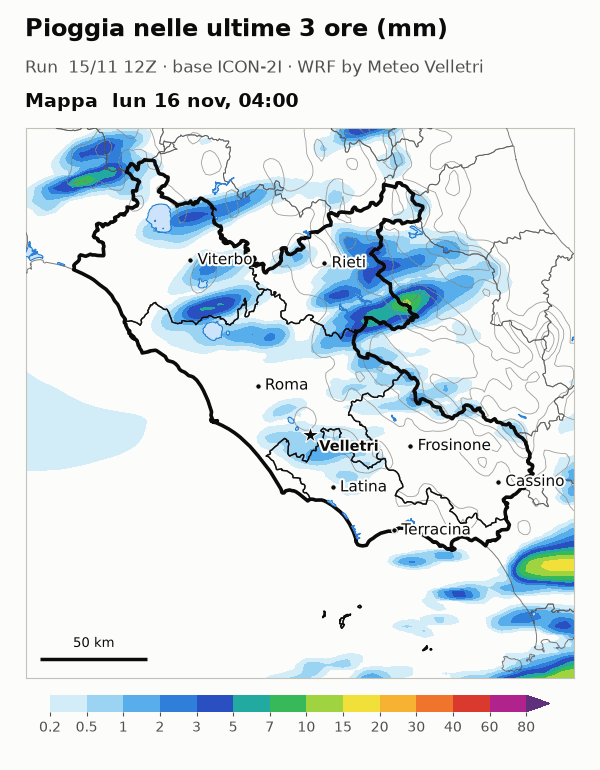 Pioggia nelle ultime 3 ore (mm)
Run  15/11 12Z · base ICON-2I · WRF by Meteo Velletri
Mappa  lun 16 nov, 04:00
Viterbo
Rieti
Roma
Velletri
Frosinone
Cassino
Latina
Terracina
50 km
0.2 0.5 1 2 3 5 7 10 15 20 30 40 60 80